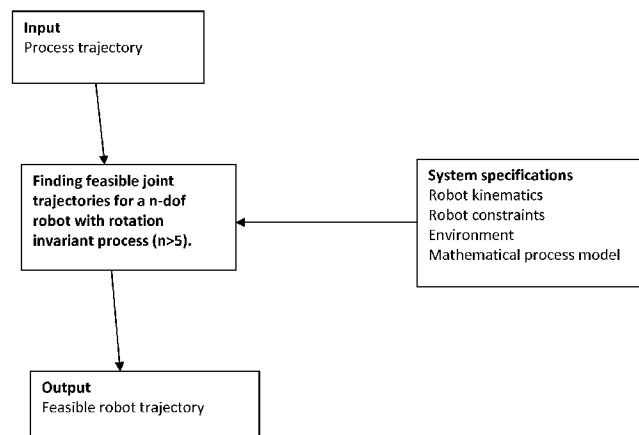 Input
Process trajectory
Finding feasible joint
trajectories for a n-dof
robot with rotation
invariant process (n>5).
System specifications
Robot kinematics
Robot constraints
Environment
Mathematical process model
Output
Feasible robot trajectory